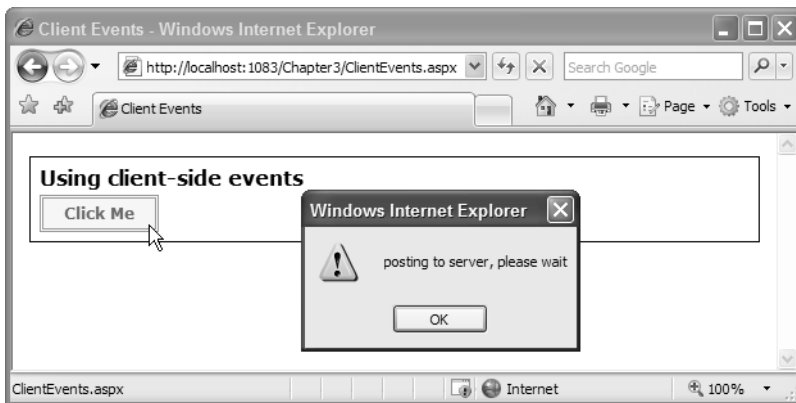 Client Events - Windows Internet Explorer
http://localhost:1083/Chapter3/ClientEvents.aspx
Search Google
Client Events
Page
Tools
Using client-side events
Click Me
Windows Internet Explorer
posting to server, please wait
OK
ClientEvents.aspx
Internet
100%